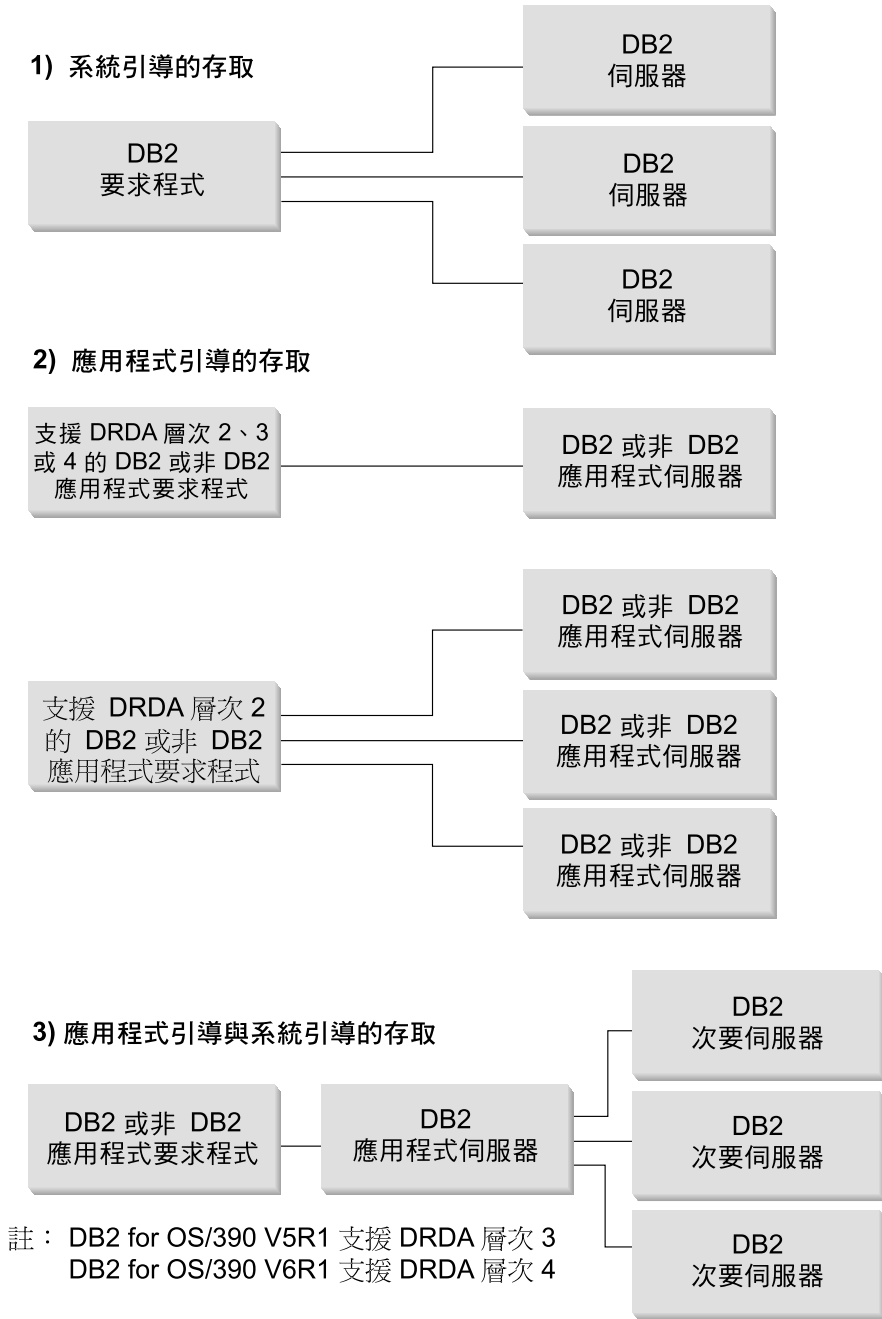 1) 系統引導的存取
DB2
要求程式
DB2
伺服器
DB2
伺服器
DB2
伺服器
2) 應用程式引導的存取
支援 DRDA 層次 2、3
或 4 的 DB2 或非 DB2
應用程式要求程式
DB2 或非 DB2
應用程式伺服器
支援 DRDA 層次 2
的 DB2 或非 DB2
應用程式要求程式
DB2 或非 DB2
應用程式伺服器
DB2 或非 DB2
應用程式伺服器
DB2 或非 DB2
應用程式伺服器
3) 應用程式引導與系統引導的存取
DB2 或非 DB2
應用程式要求程式
DB2
應用程式伺服器
DB2
次要伺服器
DB2
次要伺服器
DB2
次要伺服器
註： DB2 for OS/390 V5R1 支援 DRDA 層次 3
DB2 for OS/390 V6R1 支援 DRDA 層次 4